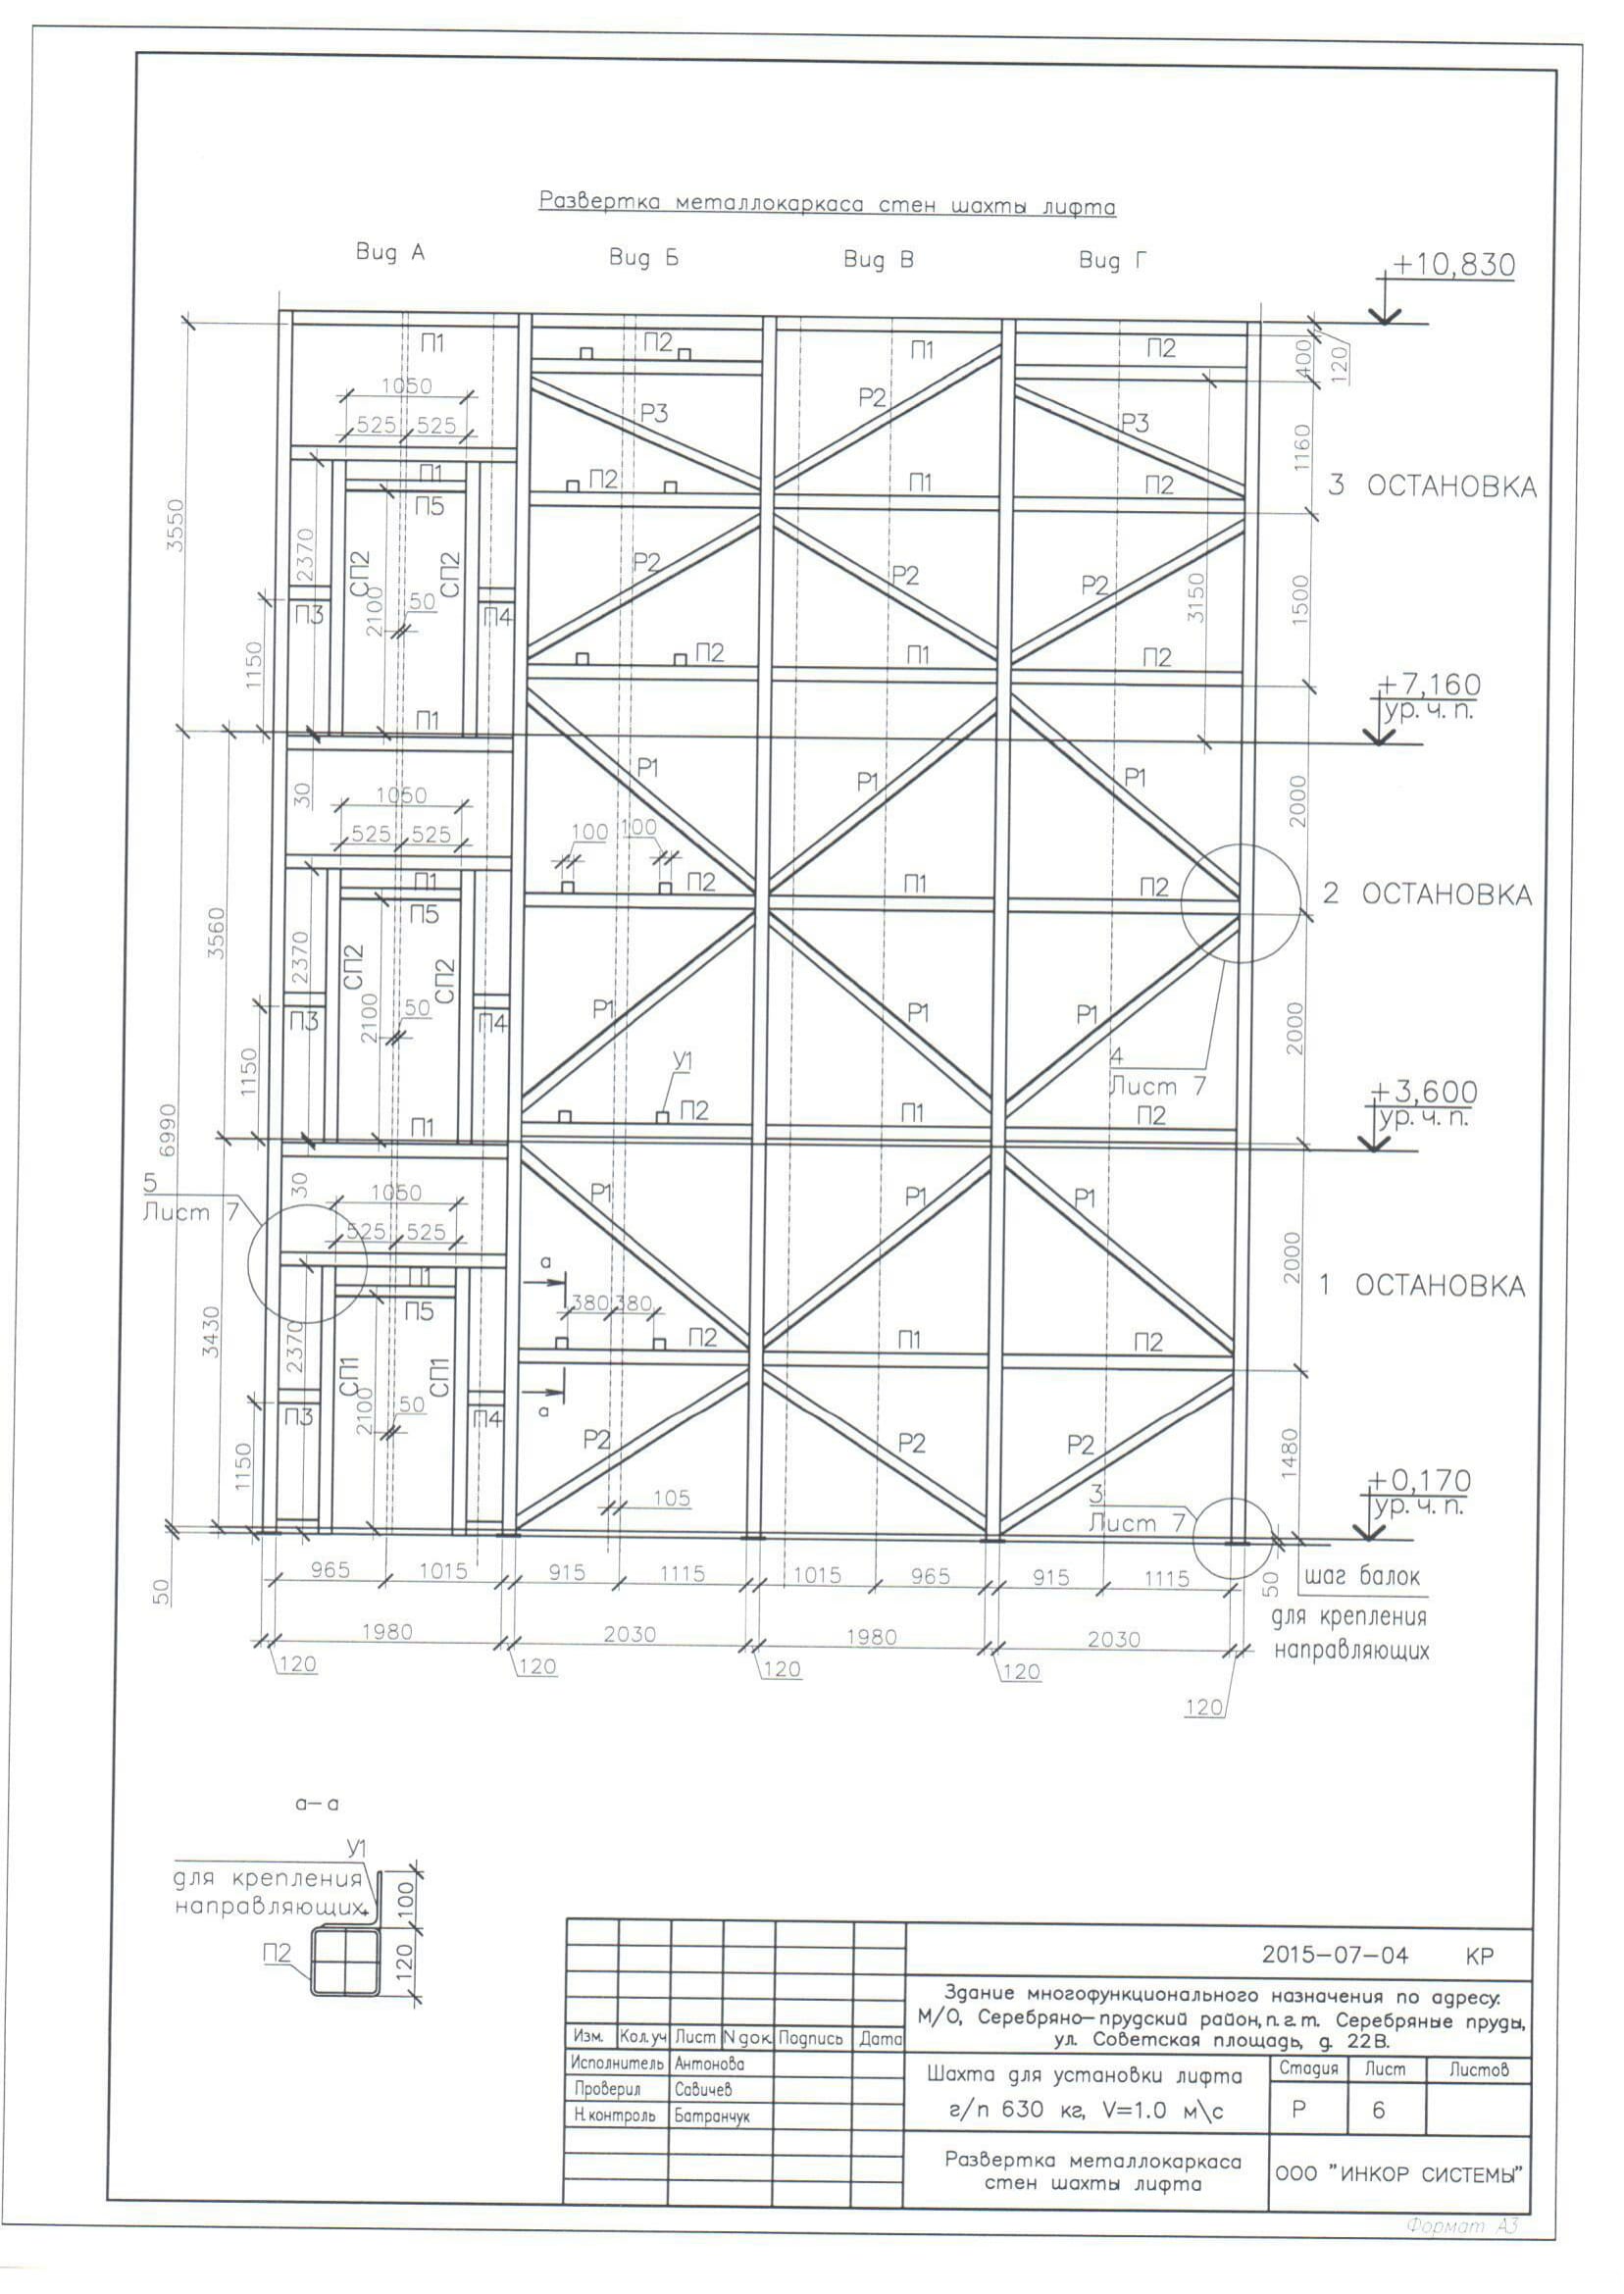 Развертка металлокаркаса стен шахты лифта
Вид А
Вид Б
Вид В
Вид Г
+10,830
П1
П2
П1
П2
400
120
1050
525
525
Р3
Р2
Р3
1160
3 ОСТАНОВКА
П1
П5
П2
П1
П2
3550
2370
СП2
СП2
2100
50
П3
П4
1150
Р2
Р2
Р2
3150
1500
П2
П1
П2
+7,160
ур. ч. п.
П1
30
1050
525
525
Р1
Р1
Р1
2000
100
100
П1
П5
П2
П1
П2
2 ОСТАНОВКА
3560
2370
СП2
СП2
2100
50
П3
П4
1150
Р1
Р1
Р1
2000
4
Лист 7
У1
П2
П1
П2
+3,600
ур. ч. п.
П1
6990
30
5
Лист 7
1050
525
525
Р1
Р1
Р1
2000
1 ОСТАНОВКА
а
380
380
П1
П5
П2
П1
П2
3430
2370
СП1
СП1
2100
50
П3
П4
а
1150
Р2
Р2
Р2
1480
105
3
Лист 7
+0,170
ур. ч. п.
50
965
1015
915
1115
1015
965
915
1115
50
шаг балок
для крепления
направляющих
1980
2030
1980
2030
120
120
120
120
120
а-а
У1
для крепления
направляющих
П2
100
120
2015-07-04 КР
Здание многофункционального назначения по адресу:
М/О, Серебряно-прудский район, п.г.т. Серебряные пруды,
ул. Советская площадь, д. 22В.
Изм. Кол.уч Лист Nдок. Подпись Дата
Исполнитель Антонова
Проверил Савичев
Н.контроль Батранчук
Шахта для установки лифта
г/п 630 кг, V=1.0 м\с
Стадия Лист Листов
Р 6
Развертка металлокаркаса
стен шахты лифта
ООО "ИНКОР СИСТЕМЫ"
Формат А3